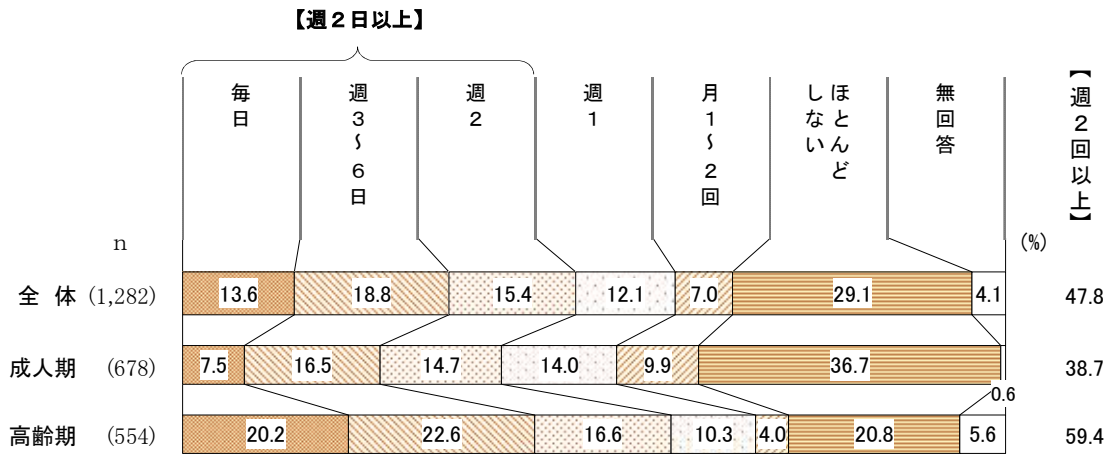 【週２日以上】
毎日
週３〜６日
週２
週１
月１〜２回
ほとんど
しない
無回答
【週２回以上】
n
(%)
全 体 (1,282) 13.6 18.8 15.4 12.1 7.0 29.1 4.1 47.8
成人期 (678) 7.5 16.5 14.7 14.0 9.9 36.7 0.6 38.7
高齢期 (554) 20.2 22.6 16.6 10.3 4.0 20.8 5.6 59.4